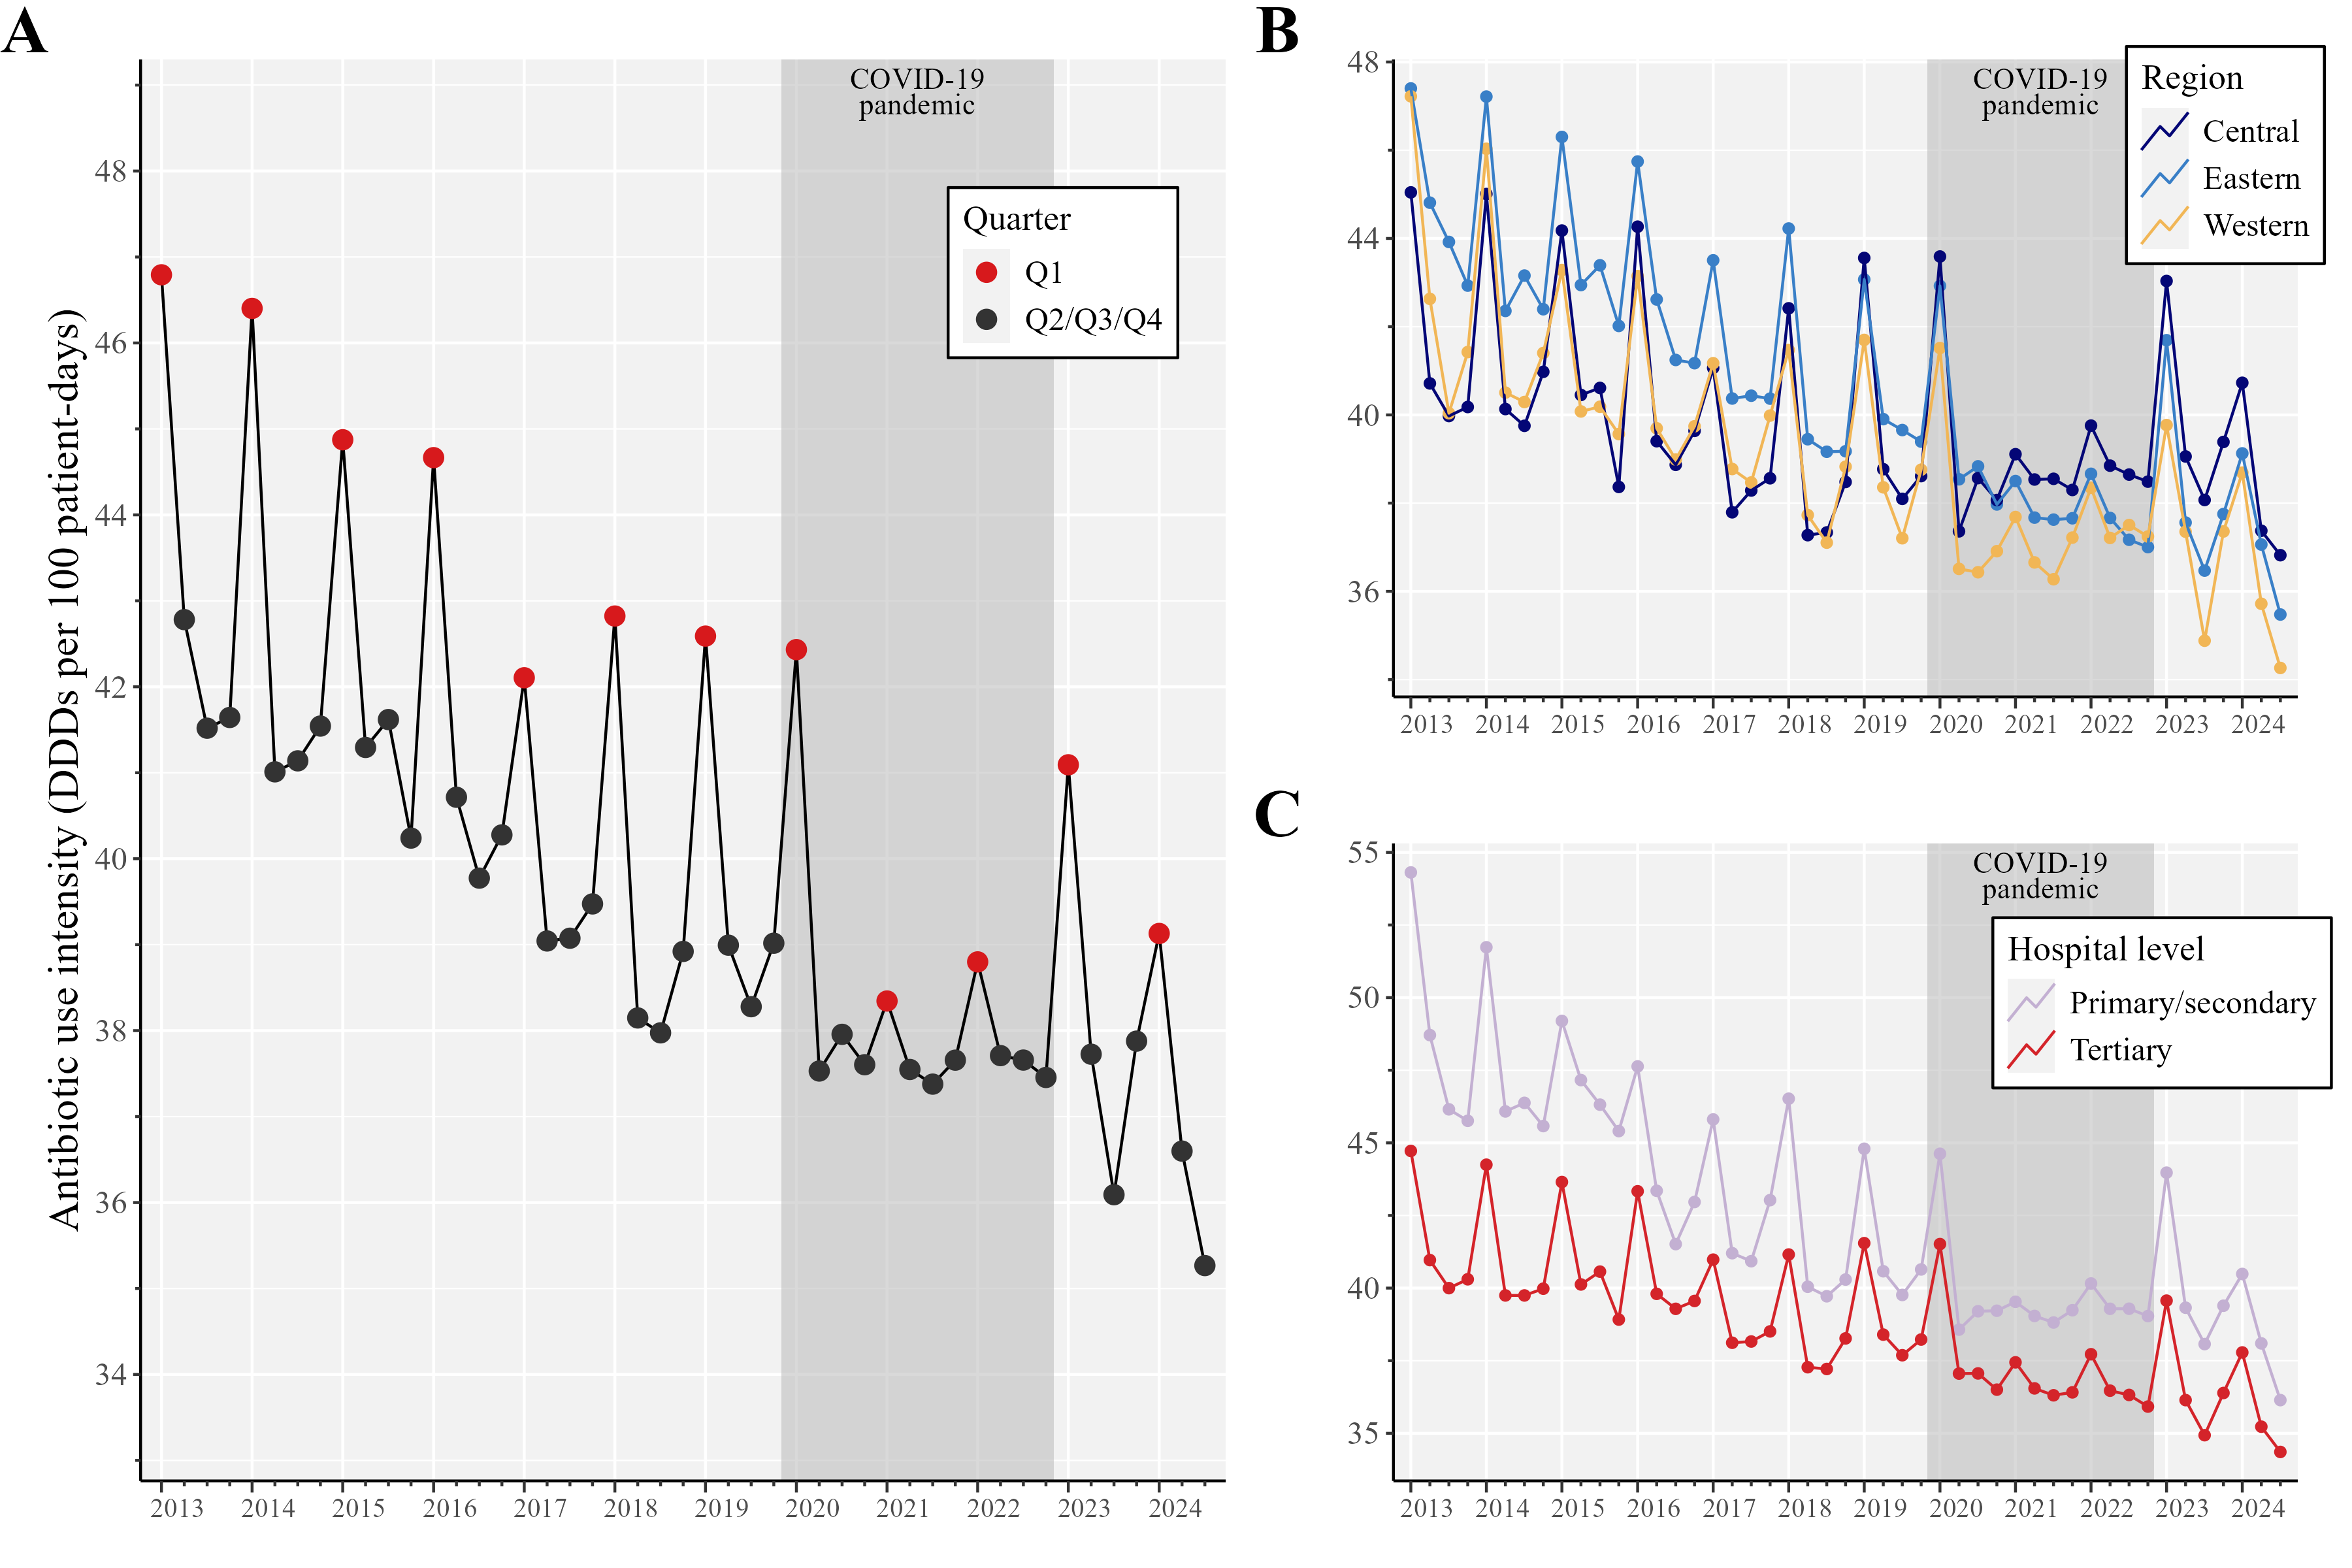 A
Antibiotic use intensity (DDDs per 100 patient-days)
48
46
44
42
40
38
36
34
COVID-19
pandemic
Quarter
Q1
Q2/Q3/Q4
2013 2014 2015 2016 2017 2018 2019 2020 2021 2022 2023 2024
B
48
44
40
36
COVID-19
pandemic
Region
Central
Eastern
Western
2013 2014 2015 2016 2017 2018 2019 2020 2021 2022 2023 2024
C
55
50
45
40
35
COVID-19
pandemic
Hospital level
Primary/secondary
Tertiary
2013 2014 2015 2016 2017 2018 2019 2020 2021 2022 2023 2024